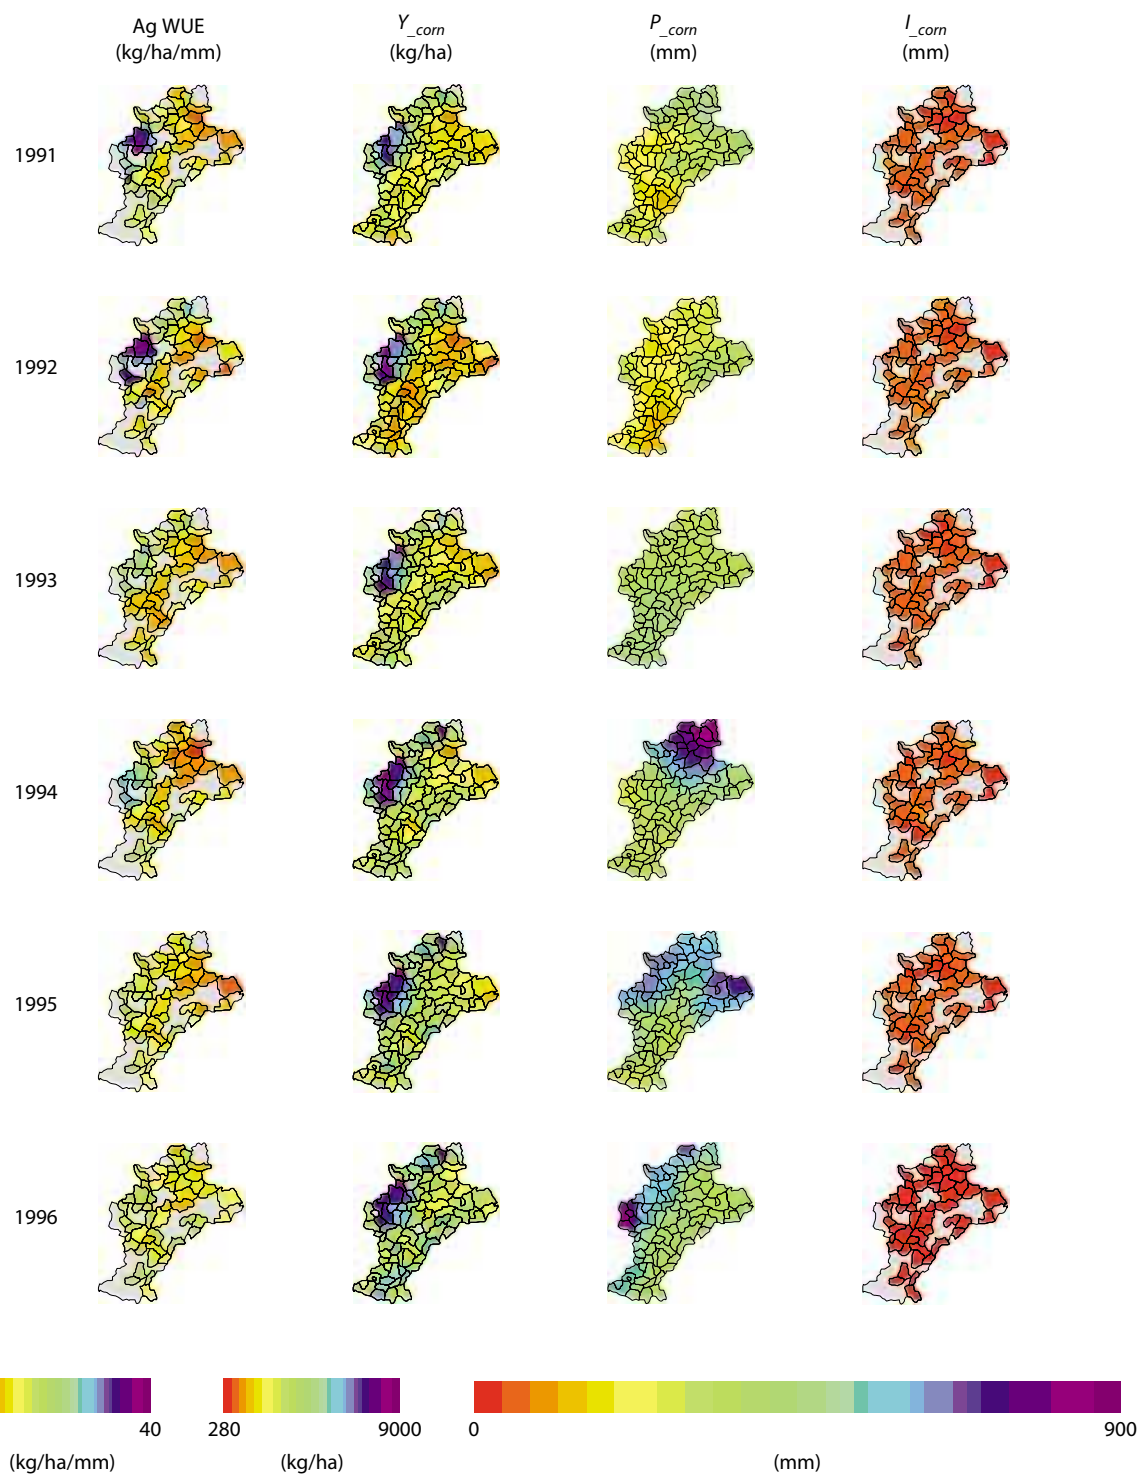 Ag WUE Y_corn P_corn I_corn
(kg/ha/mm) (kg/ha) (mm) (mm)
1991
1992
1993
1994
1995
1996
40 280 9000 0 900
(kg/ha/mm) (kg/ha) (mm)